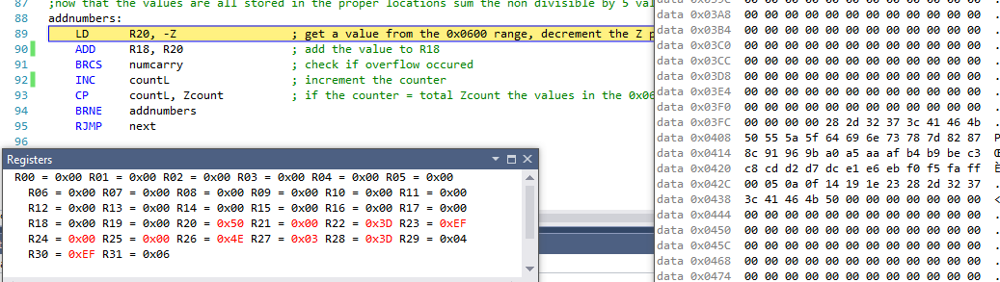 87 ;now that the values are all stored in the proper locations sum the non divisible by 5 val
88 addnumbers:
89 LD R20, -Z ; get a value from the 0x0600 range, decrement the Z p
90 ADD R18, R20 ; add the value to R18
91 BRCS numcarry ; check if overflow occured
92 INC countL ; increment the counter
93 CP countL, Zcount ; if the counter = total Zcount the values in the 0x06
94 BRNE addnumbers
95 RJMP next
96
Registers
R00 = 0x00 R01 = 0x00 R02 = 0x00 R03 = 0x00 R04 = 0x00 R05 = 0x00
R06 = 0x00 R07 = 0x00 R08 = 0x00 R09 = 0x00 R10 = 0x00 R11 = 0x00
R12 = 0x00 R13 = 0x00 R14 = 0x00 R15 = 0x00 R16 = 0x00 R17 = 0x00
R18 = 0x00 R19 = 0x00 R20 = 0x50 R21 = 0x00 R22 = 0x3D R23 = 0xEF
R24 = 0x00 R25 = 0x00 R26 = 0x4E R27 = 0x03 R28 = 0x3D R29 = 0x04
R30 = 0xEF R31 = 0x06
data 0x03A8 00 00 00 00 00 00 00 00 00 00 00 00 .
data 0x03B4 00 00 00 00 00 00 00 00 00 00 00 00 .
data 0x03C0 00 00 00 00 00 00 00 00 00 00 00 00 .
data 0x03CC 00 00 00 00 00 00 00 00 00 00 00 00 .
data 0x03D8 00 00 00 00 00 00 00 00 00 00 00 00 .
data 0x03E4 00 00 00 00 00 00 00 00 00 00 00 00 .
data 0x03F0 00 00 00 00 00 00 00 00 00 00 00 00 .
data 0x03FC 00 00 00 00 28 2d 32 37 3c 41 46 4b .
data 0x0408 50 55 5a 5f 64 69 6e 73 78 7d 82 87 P
data 0x0414 8c 91 96 9b a0 a5 aa af b4 b9 be c3 Œ
data 0x0420 c8 cd d2 d7 dc e1 e6 eb f0 f5 fa ff È
data 0x042C 00 05 0a 0f 14 19 1e 23 28 2d 32 37 .
data 0x0438 3c 41 46 4b 50 00 00 00 00 00 00 00 <
data 0x0444 00 00 00 00 00 00 00 00 00 00 00 00 .
data 0x0450 00 00 00 00 00 00 00 00 00 00 00 00 .
data 0x045C 00 00 00 00 00 00 00 00 00 00 00 00 .
data 0x0468 00 00 00 00 00 00 00 00 00 00 00 00 .
data 0x0474 00 00 00 00 00 00 00 00 00 00 00 00 .